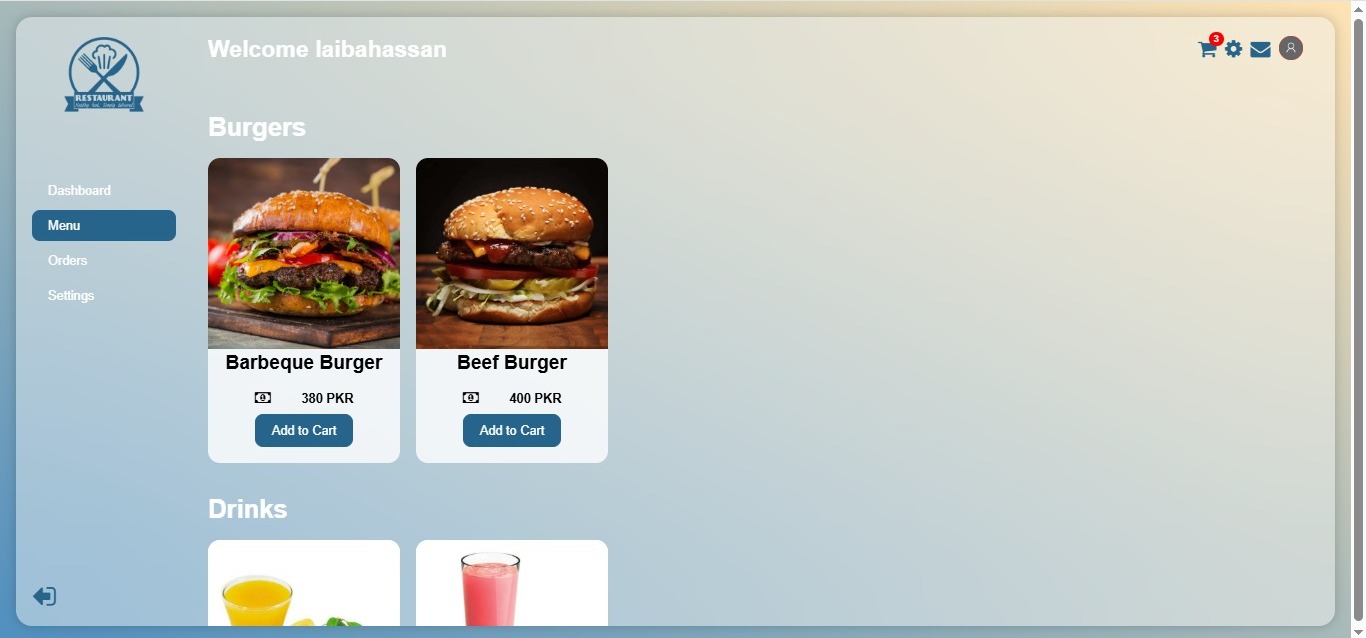 Welcome laibahassan
3
RESTAURANT
Burgers
Dashboard
Menu
Orders
Settings
Barbeque Burger
380 PKR
Add to Cart
Beef Burger
400 PKR
Add to Cart
Drinks